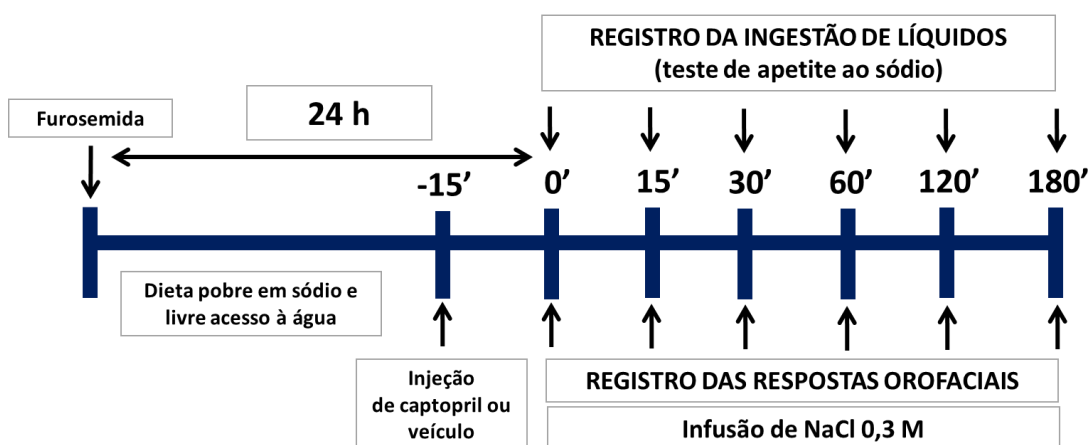 REGISTRO DA INGESTÃO DE LÍQUIDOS
(teste de apetite ao sódio)
24 h
Furosemida
-15’ 0’ 15’ 30’ 60’ 120’ 180’
Dieta pobre em sódio e
livre acesso à água
Injeção
de captopril ou
veículo
REGISTRO DAS RESPOSTAS OROFACIAIS
Infusão de NaCl 0,3 M